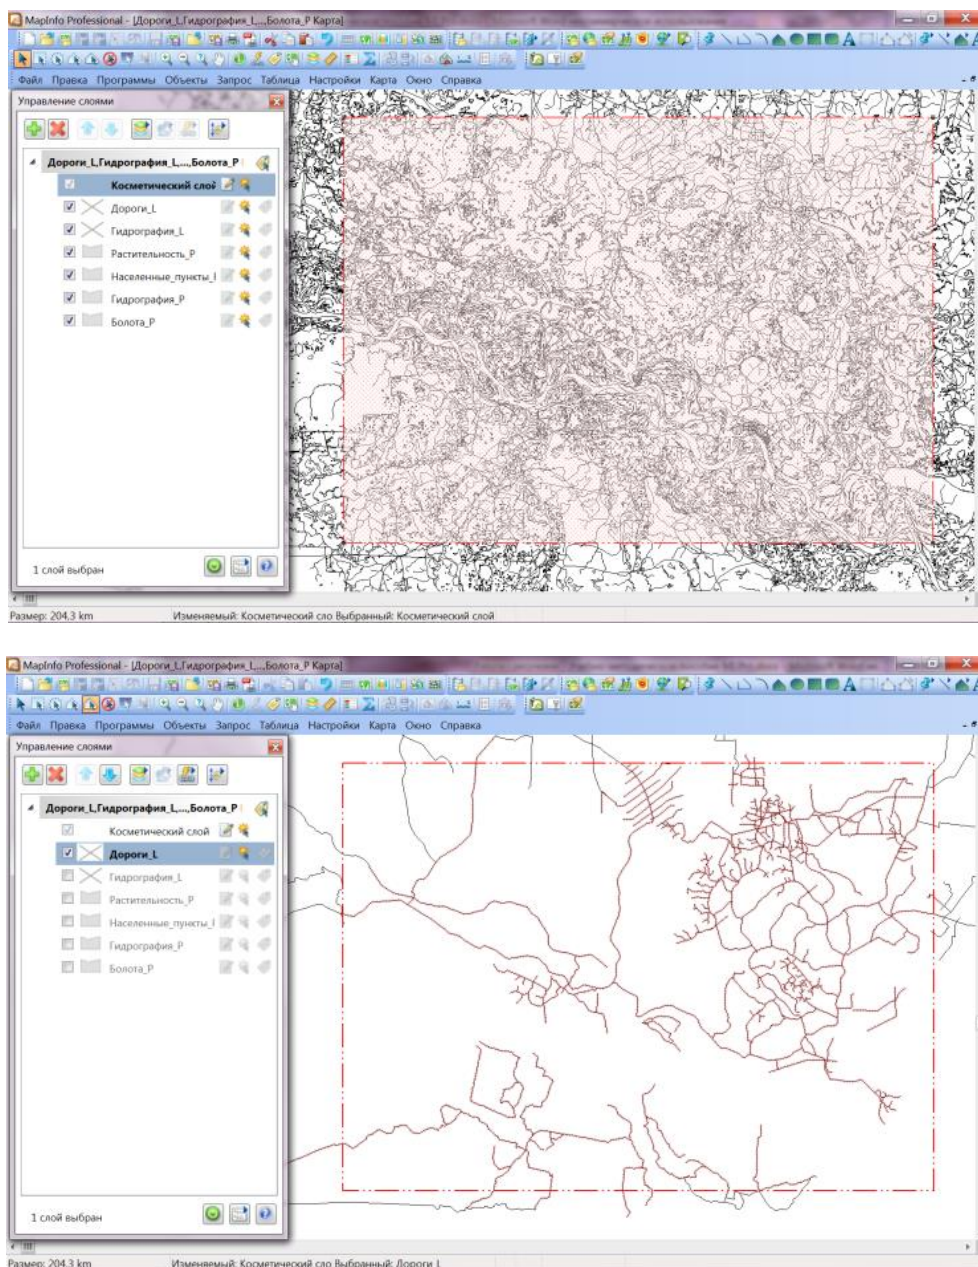 MapInfo Professional - [Дороги_L,Гидрография_L,...,Болота_P Карта]
Файл Правка Программы Объекты Запрос Таблица Настройки Карта Окно Справка
Управление слоями
Дороги_L,Гидрография_L,...,Болота_P
Косметический слой
Дороги_L
Гидрография_L
Растительность_P
Населенные_пункты_
Гидрография_P
Болота_P
1 слой выбран
Размер: 204,3 km Изменяемый: Косметический сло Выбранный: Косметический слой
MapInfo Professional - [Дороги_L,Гидрография_L,...,Болота_P Карта]
Файл Правка Программы Объекты Запрос Таблица Настройки Карта Окно Справка
Управление слоями
Дороги_L,Гидрография_L,...,Болота_P
Косметический слой
Дороги_L
Гидрография_L
Растительность_P
Населенные_пункты_
Гидрография_P
Болота_P
1 слой выбран
Размер: 204,3 km Изменяемый: Косметический сло Выбранный: Дороги_L